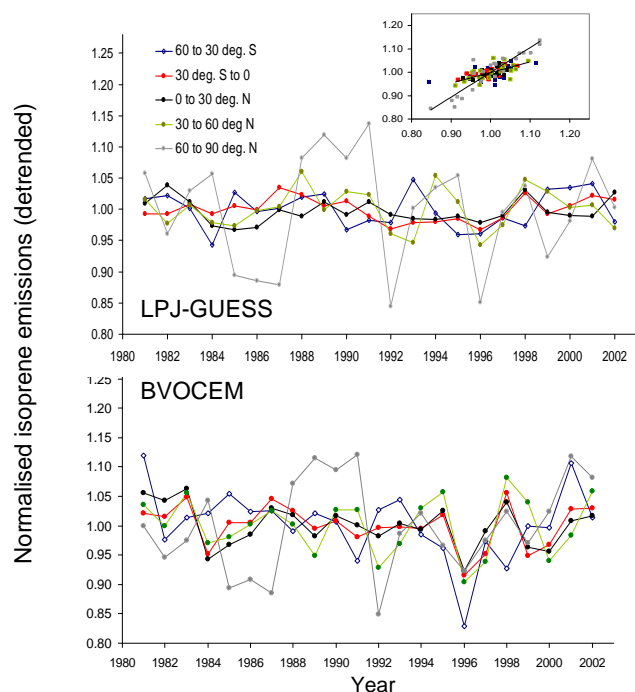 Normalised isoprene emissions (detrended)
1.25
1.20
1.15
1.10
1.05
1.00
0.95
0.90
0.85
0.80
60 to 30 deg. S
30 deg. S to 0
0 to 30 deg. N
30 to 60 deg N
60 to 90 deg. N
1.20
1.10
1.00
0.90
0.80
0.80 0.90 1.00 1.10 1.20
LPJ-GUESS
1980 1982 1984 1986 1988 1990 1992 1994 1996 1998 2000 2002
1.25
1.20
1.15
1.10
1.05
1.00
0.95
0.90
0.85
0.80
BVOCEM
1980 1982 1984 1986 1988 1990 1992 1994 1996 1998 2000 2002
Year